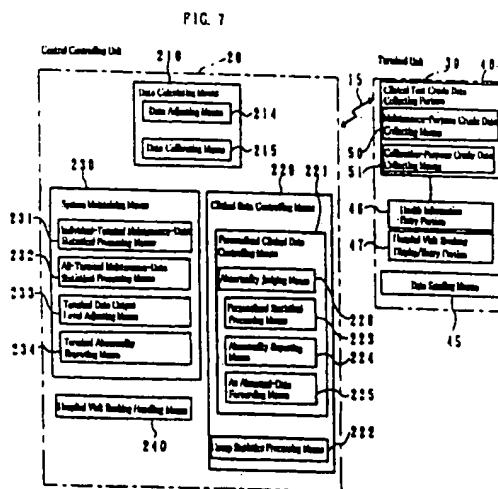 FIG. 7
Central Controlling Unit
20
210
Data Calculating Means
Data Adjusting Means
214
Data Calibrating Means
215
230
System Maintaining Means
231
Individual-Terminal Maintenance-Data
Statistical Processing Means
232
All-Terminal Maintenance-Data
Statistical Processing Means
233
Terminal Data Output
Level Adjusting Means
234
Terminal Abnormality
Reporting Means
Hospital Visit Booking Handling Means
240
220
221
Clinical Data Controlling Means
Personalized Clinical Data
Controlling Means
Abnormality Judging Means
226
Personalized Statistical
Processing Means
223
Abnormality Reporting
Means
224
An Abnormal-Data
Forwarding Means
225
Group Statistics Processing Means
222
15
Terminal Unit
30
40
Clinical Test Crude Data
Collecting Portion
Maintenance-Purpose Crude Data
Collecting Means
50
Calibration-Purpose Crude Data
Collecting Means
51
46
Health Information
Entry Portion
47
Hospital Visit Booking
Display/Entry Portion
Data Sending Means
45